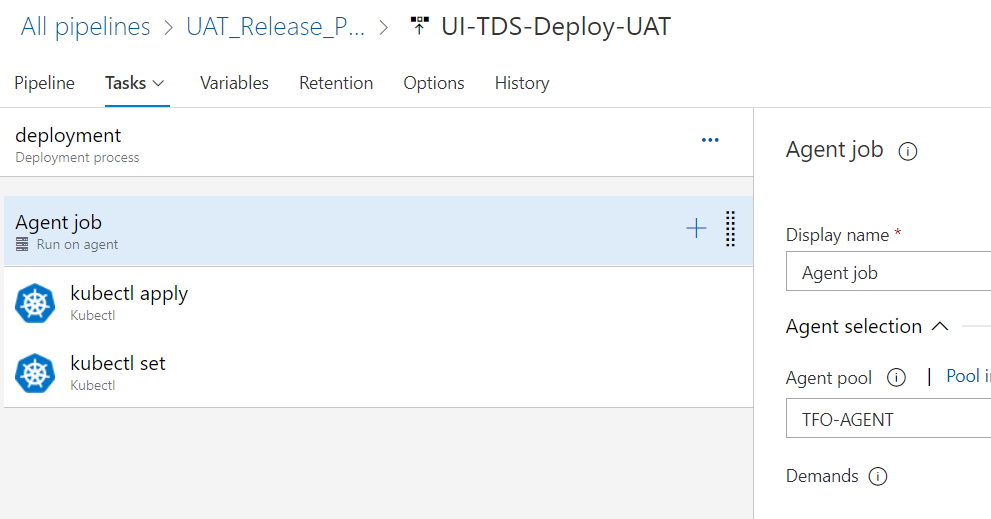 All pipelines > UAT_Release_P... > UI-TDS-Deploy-UAT
Pipeline Tasks Variables Retention Options History
deployment
Deployment process
Agent job
Run on agent
kubectl apply
Kubectl
kubectl set
Kubectl
Agent job
Display name *
Agent job
Agent selection
Agent pool | Pool
TFO-AGENT
Demands